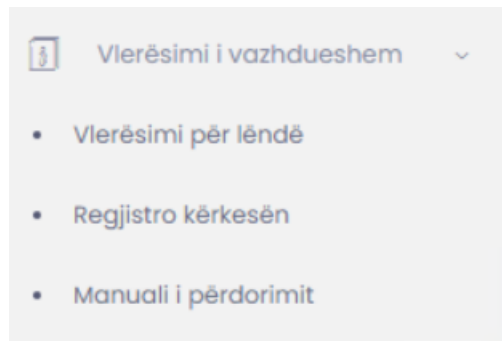 Vlerësimi i vazhdueshem
Vlerësimi për lëndë
Regjistro kërkesën
Manuali i përdorimit